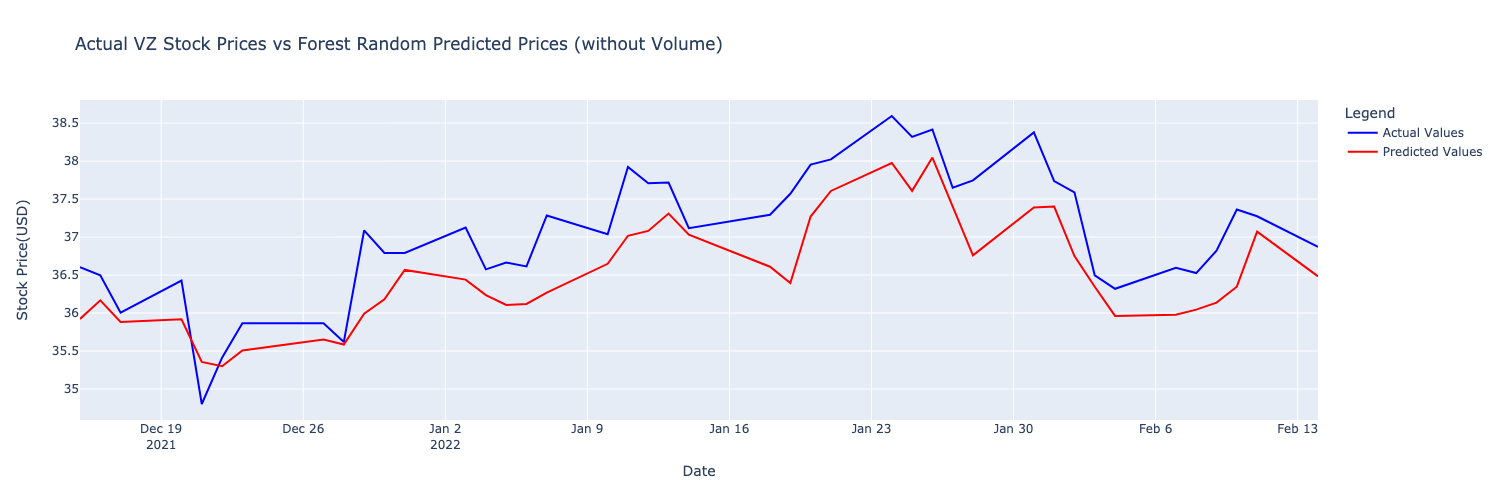 Actual VZ Stock Prices vs Forest Random Predicted Prices (without Volume)
Legend
Actual Values
Predicted Values
Stock Price(USD)
38.5
38
37.5
37
36.5
36
35.5
35
Dec 19
2021
Dec 26
Jan 2
2022
Jan 9
Jan 16
Jan 23
Jan 30
Feb 6
Feb 13
Date